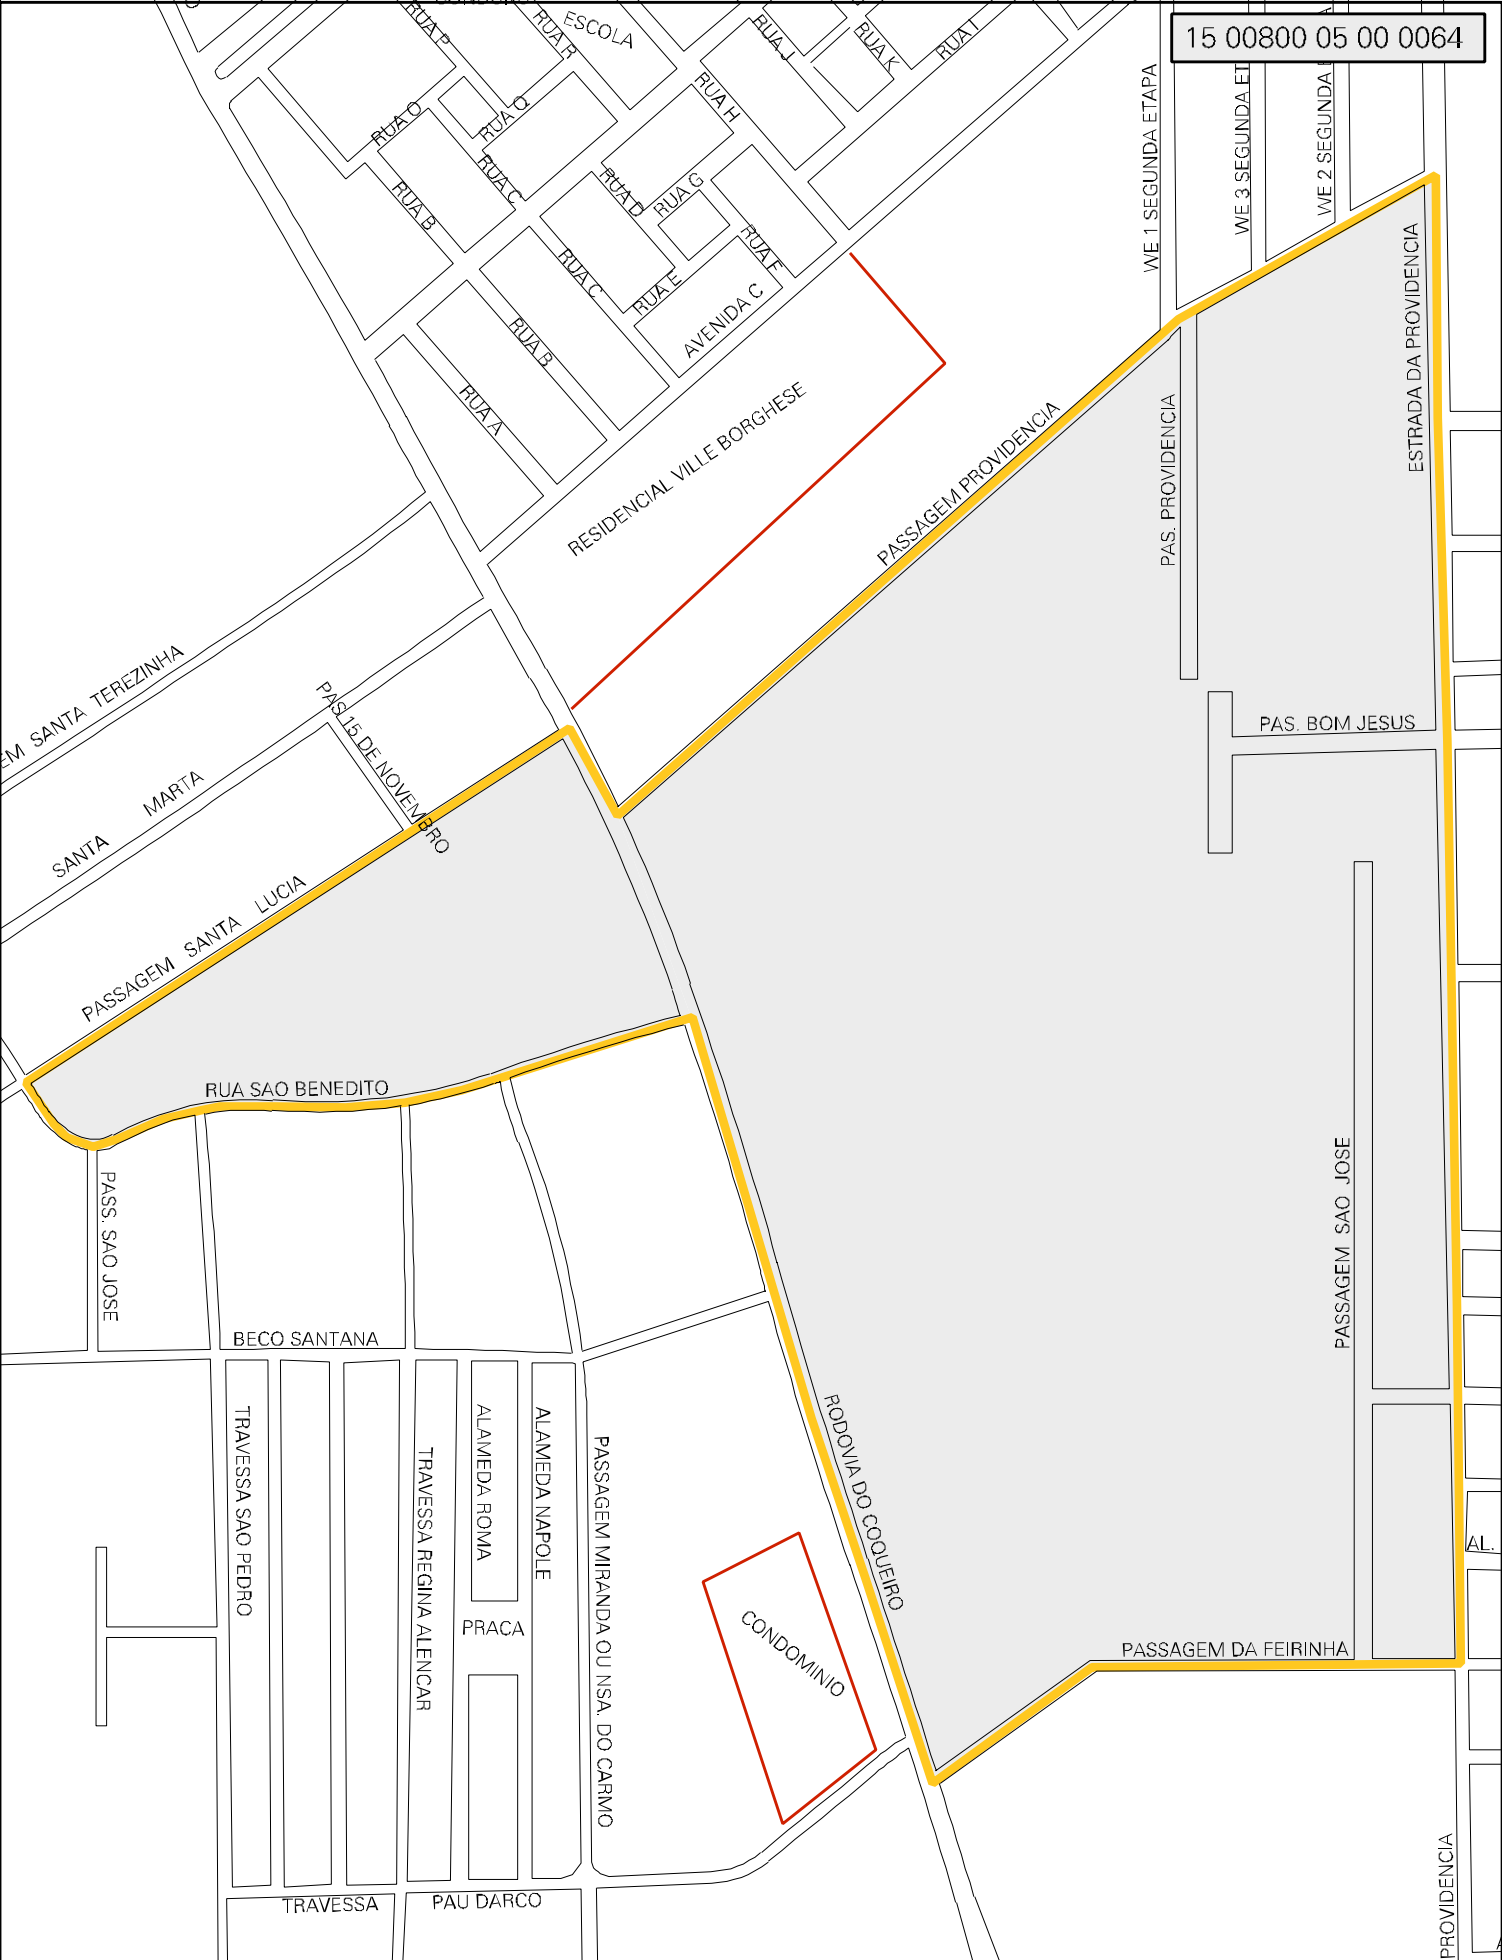 15 00800 05 00 0064
ESCOLA
RUA P
RUA R
RUA J
RUA K
RUA I
RUA H
RUA O
RUA Q
RUA C
RUA B
RUA D
RUA G
RUA F
RUA E
RUA C
AVENIDA C
RUA B
RUA A
WE 1 SEGUNDA ETAPA
WE 3 SEGUNDA ET
WE 2 SEGUNDA
ESTRADA DA PROVIDENCIA
RESIDENCIAL VILLE BORGHESE
PASSAGEM PROVIDENCIA
PAS. PROVIDENCIA
EM SANTA TEREZINHA
PAS. 15 DE NOVEMBRO
PAS. BOM JESUS
SANTA MARTA
PASSAGEM SANTA LUCIA
RUA SAO BENEDITO
PASS. SAO JOSE
PASSAGEM SAO JOSE
BECO SANTANA
TRAVESSA SAO PEDRO
TRAVESSA REGINA ALENCAR
ALAMEDA ROMA
ALAMEDA NAPOLE
PASSAGEM MIRANDA OU NSA. DO CARMO
RODOVIA DO COQUEIRO
AL.
PRACA
CONDOMINIO
PASSAGEM DA FEIRINHA
TRAVESSA PAU DARCO
PROVIDENCIA